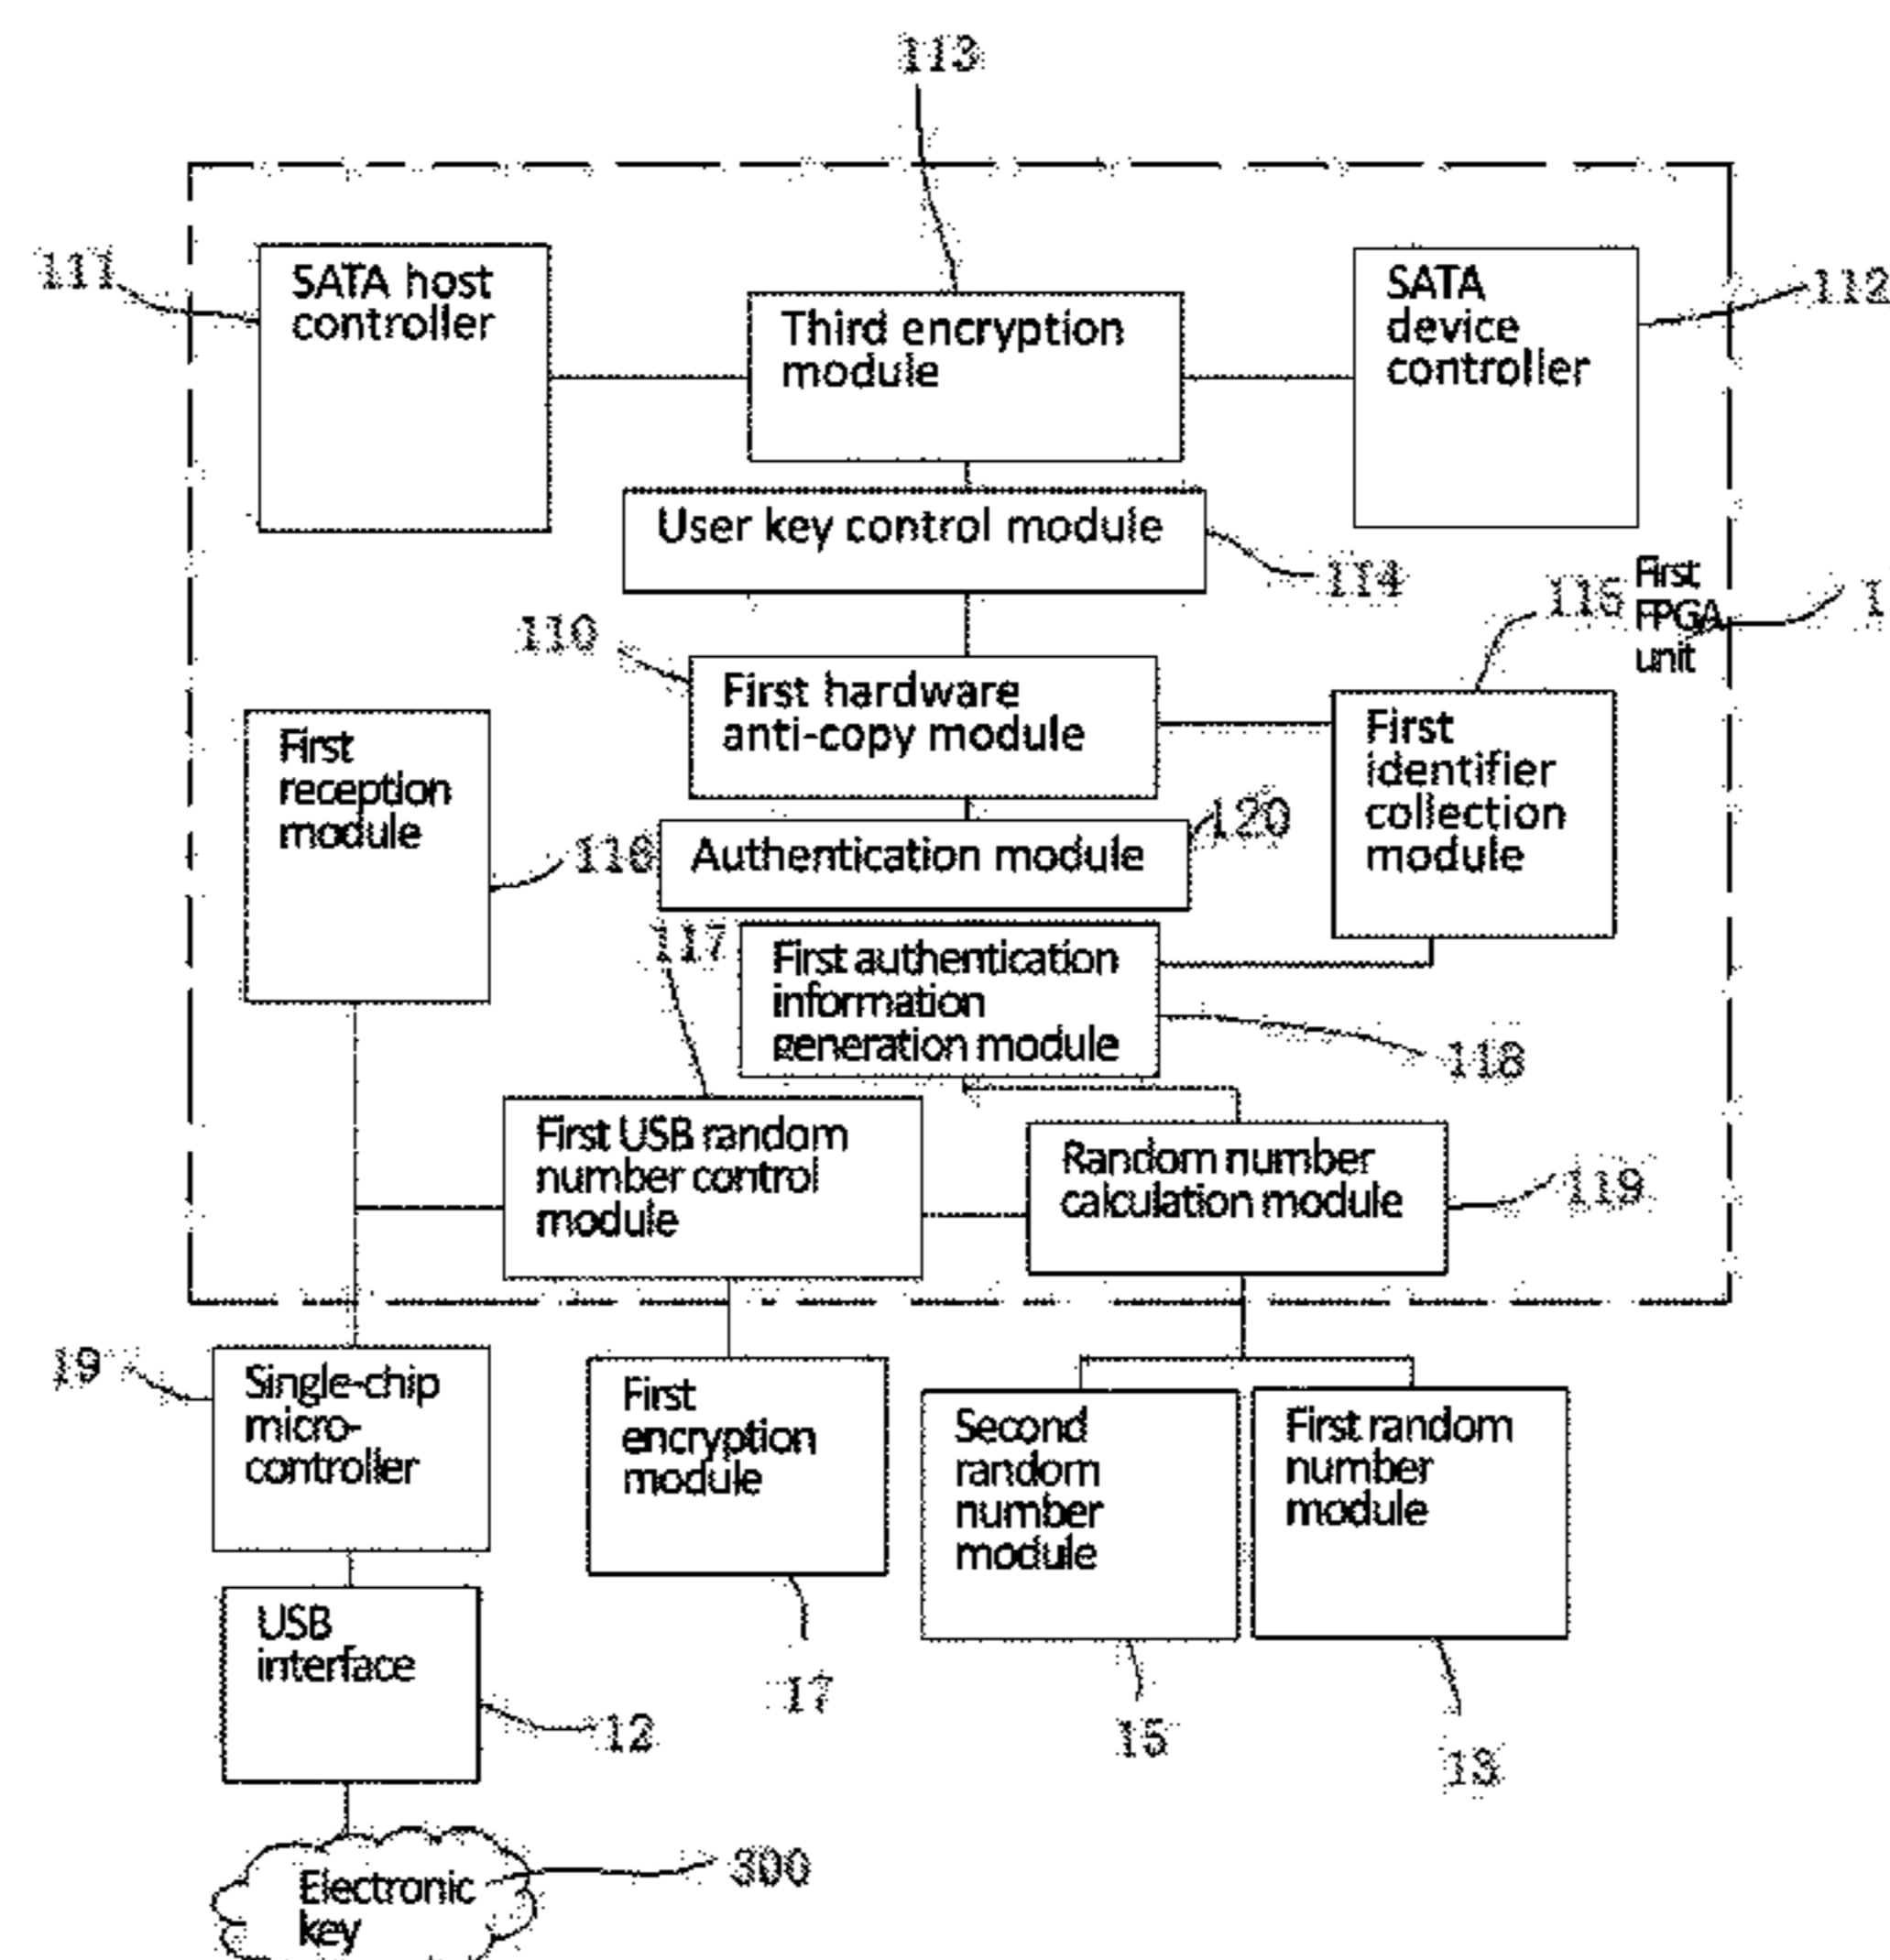 113
111
SATA host
controller
Third encryption
module
SATA
device
controller
112
User key control module
114
115
First
FPGA
unit
1
110
First hardware
anti-copy module
First
identifier
collection
module
First
reception
module
116
Authentication module
120
117
First authentication
information
generation module
118
First USB random
number control
module
Random number
calculation module
119
19
Single-chip
micro-
controller
First
encryption
module
Second
random
number
module
First random
number
module
USB
interface
17
12
15
13
Electronic
key
300